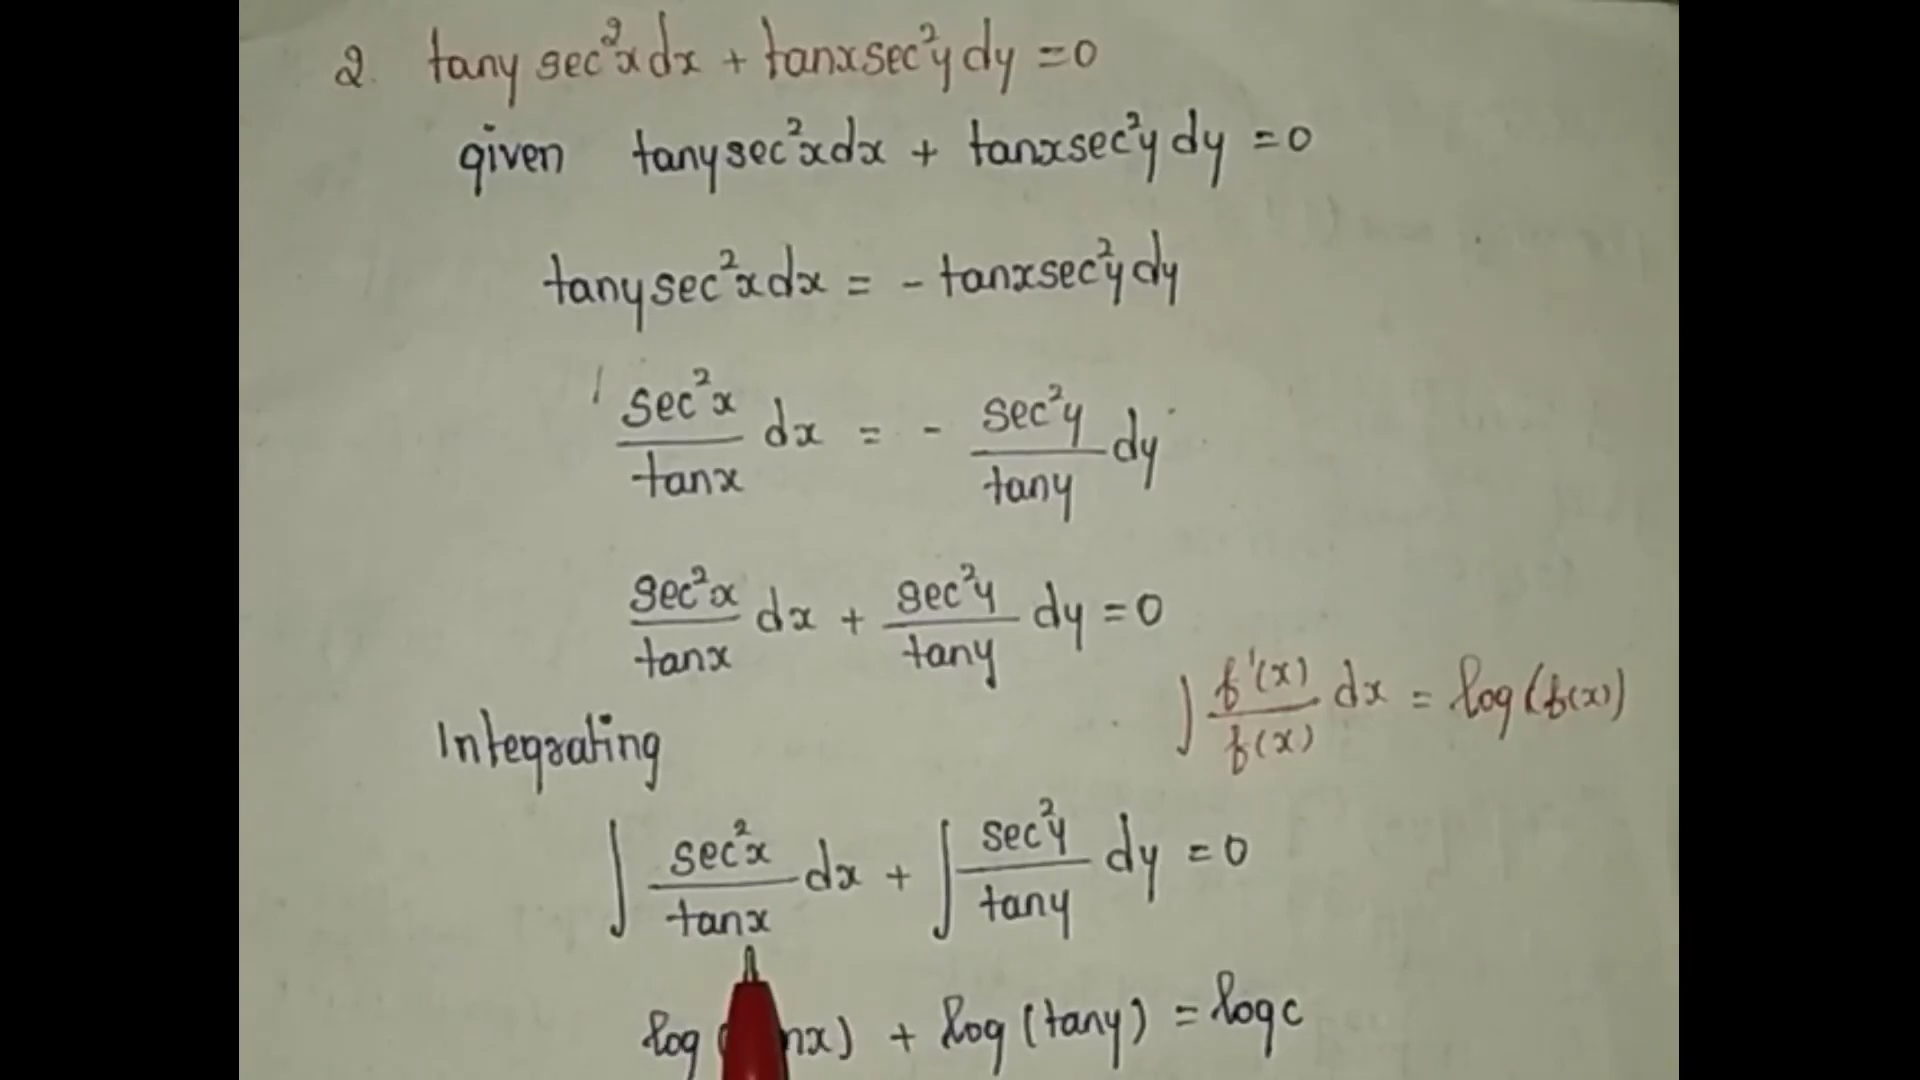 2. tany sec²x dx + tanx sec²y dy = 0
given tany sec²x dx + tanx sec²y dy = 0
tany sec²x dx = - tanx sec²y dy
sec²x/tanx dx = - sec²y/tany dy
sec²x/tanx dx + sec²y/tany dy = 0
∫ f'(x)/f(x) dx = log(f(x))
Integrating
∫ sec²x/tanx dx + ∫ sec²y/tany dy = 0
log ( nx) + log (tany) = log c